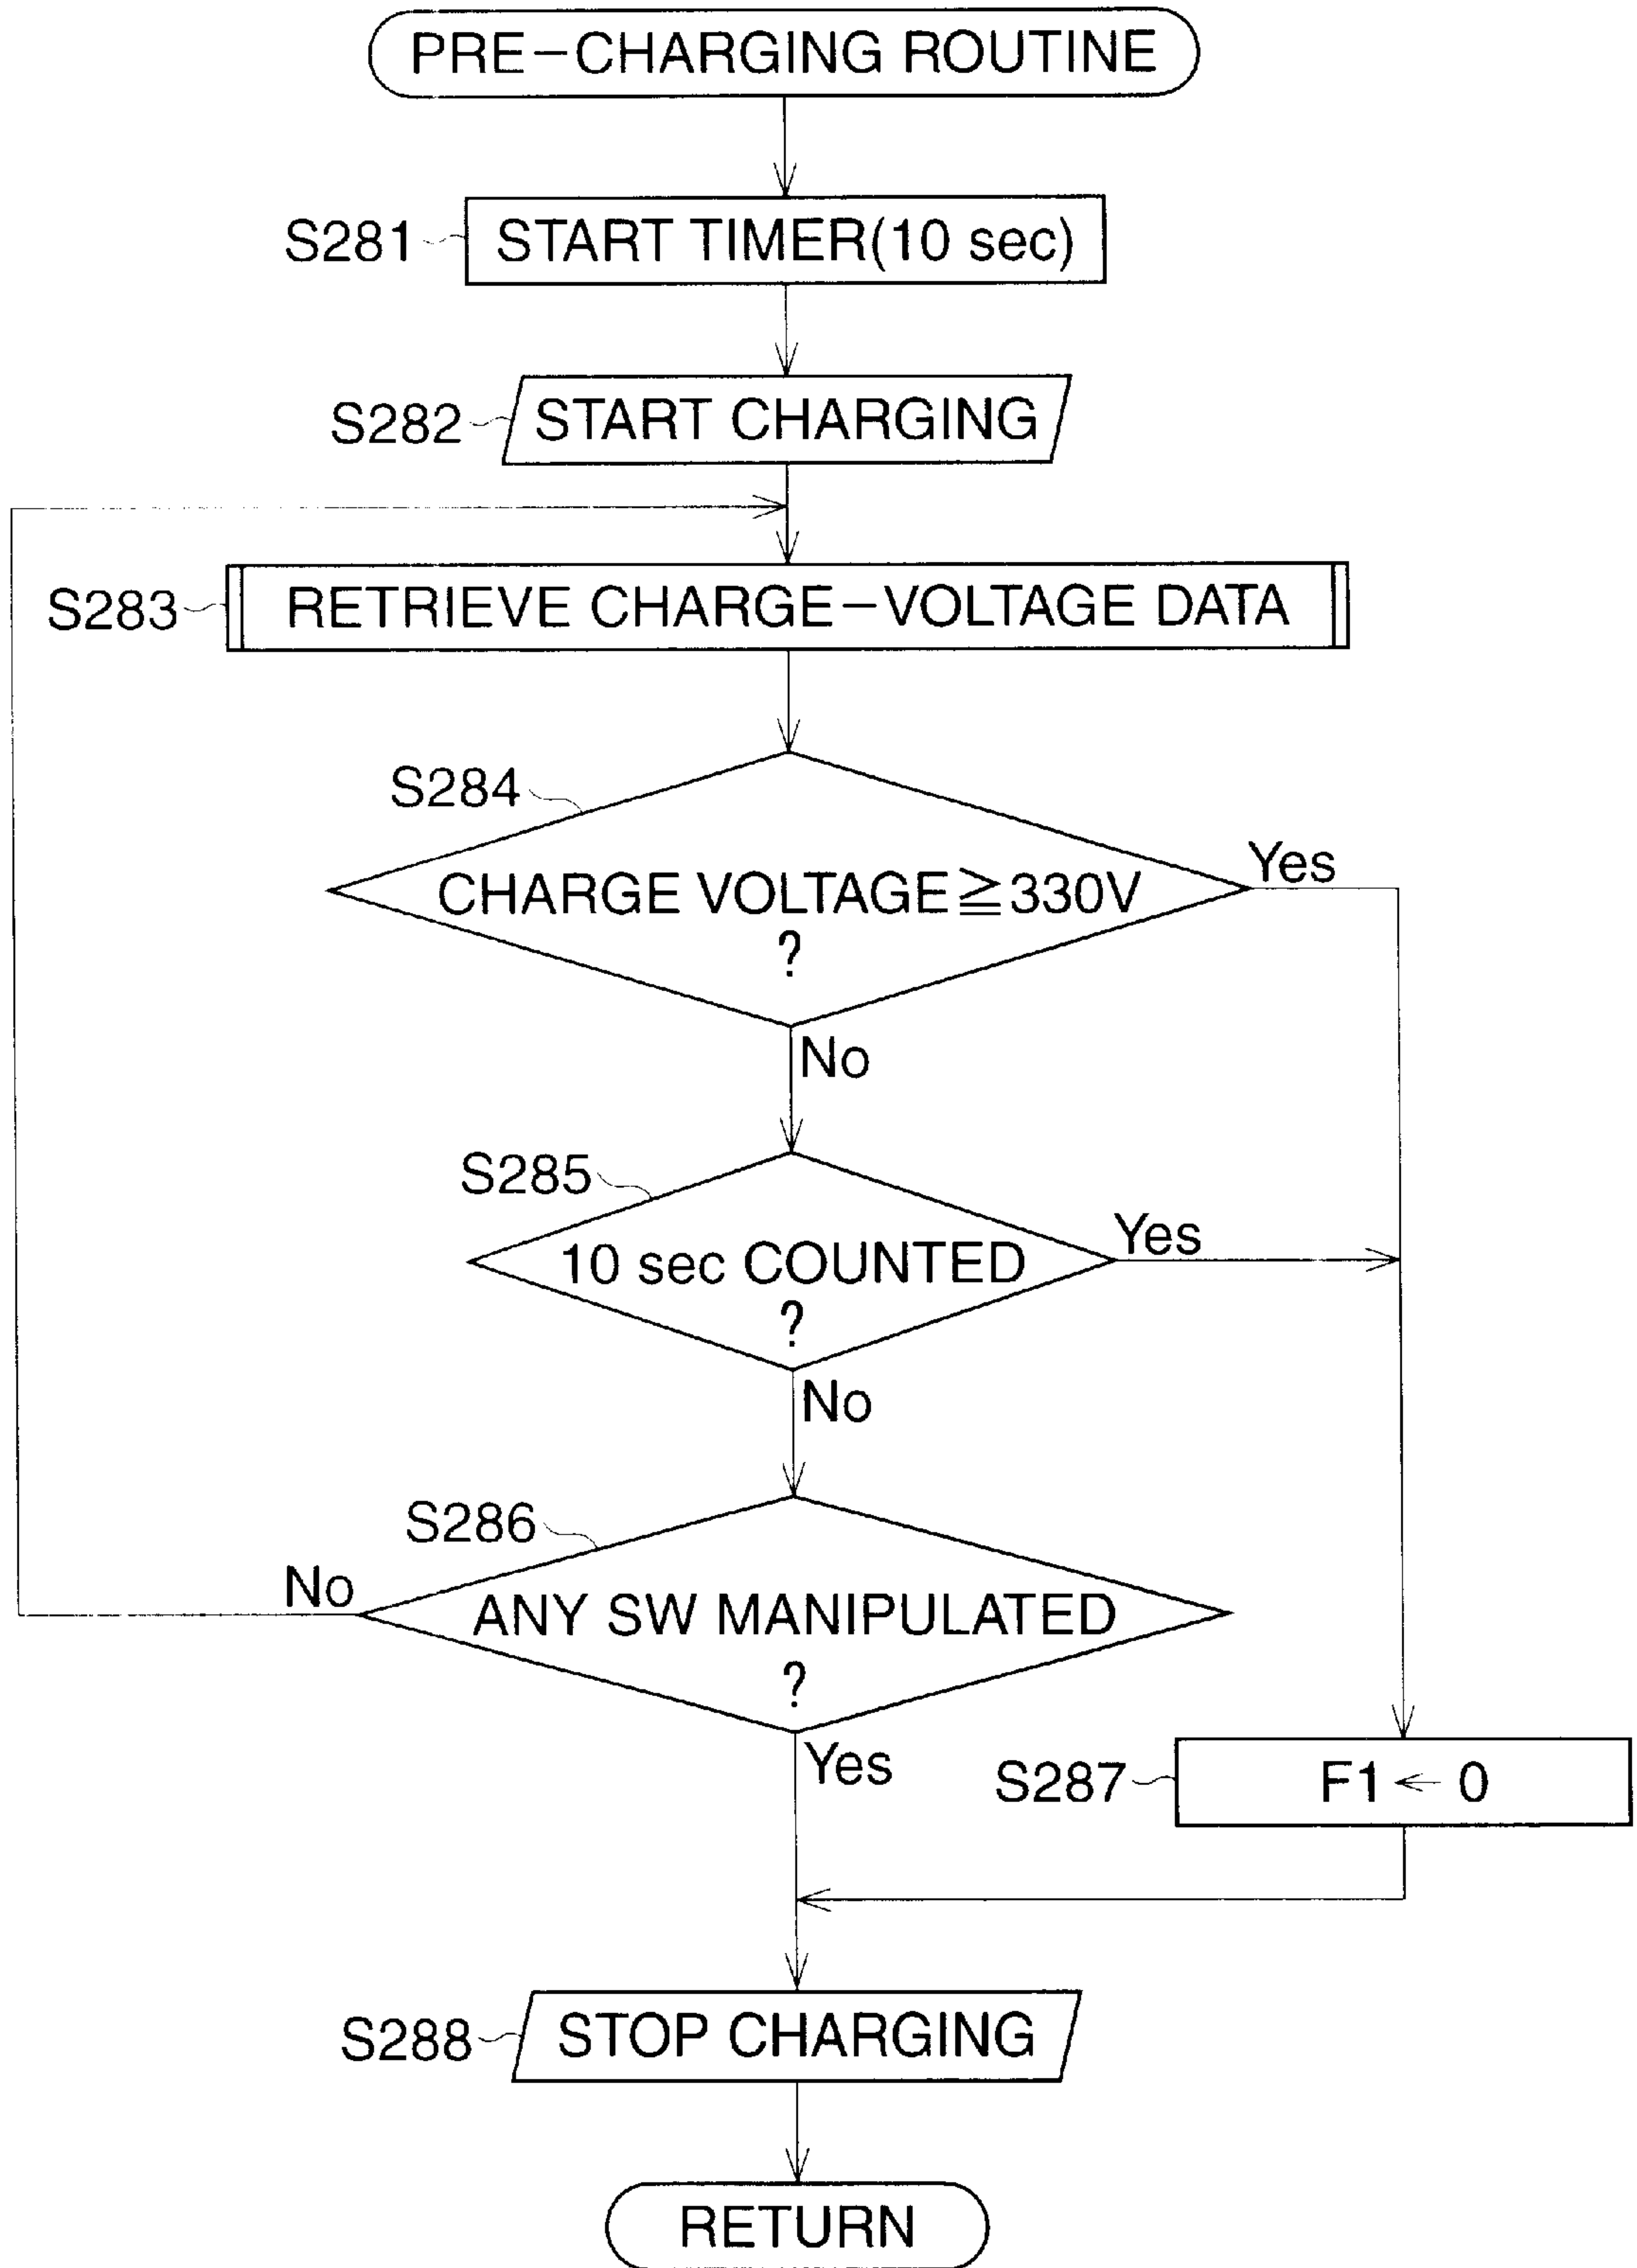 PRE-CHARGING ROUTINE
S281
START TIMER(10 sec)
S282
START CHARGING
S283
RETRIEVE CHARGE-VOLTAGE DATA
S284
CHARGE VOLTAGE≧330V
?
Yes
No
S285
10 sec COUNTED
?
Yes
No
S286
ANY SW MANIPULATED
?
No
Yes
S287
F1 ← 0
S288
STOP CHARGING
RETURN